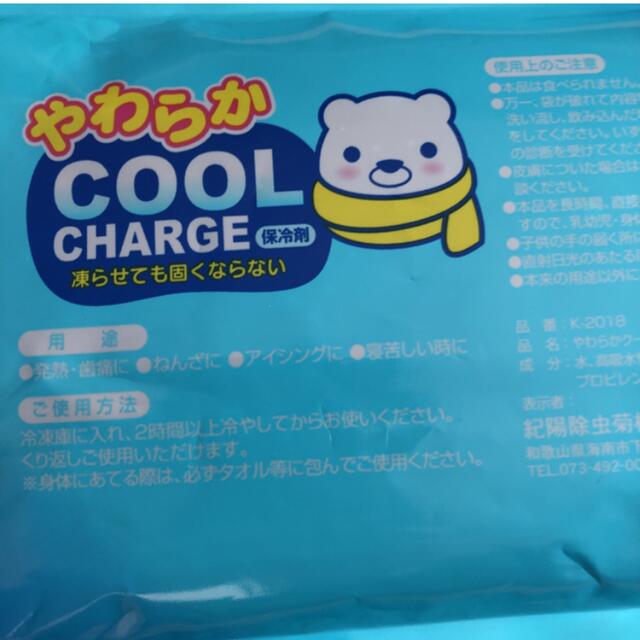 やわらか
COOL
CHARGE 保冷剤
凍らせても固くならない
用途
●発熱・歯痛に ●ねんざに ●アイシングに ●寝苦しい時に
ご使用方法
冷凍庫に入れ、2時間以上冷やしてからお使いください。
くり返しご使用いただけます。
※身体にあてる際は、必ずタオル等に包んでご使用ください。
使用上のご注意
●本品は食べられません
●万一、袋が破れて内容
洗い流し、飲み込んだ
をしてください。
の診断を受けてくだ
●皮膚についた場合は
談ください。
●本品を長時間、直接
すので、乳幼児・身
●子供の手の届く所
●直射日光のあたる
●本来の用途以外に
品番:K-2018
品名:やわらかクー
成分:水、高吸水
プロピレン
表示者:
紀陽除虫菊
和歌山県海南市
TEL.073-492-0